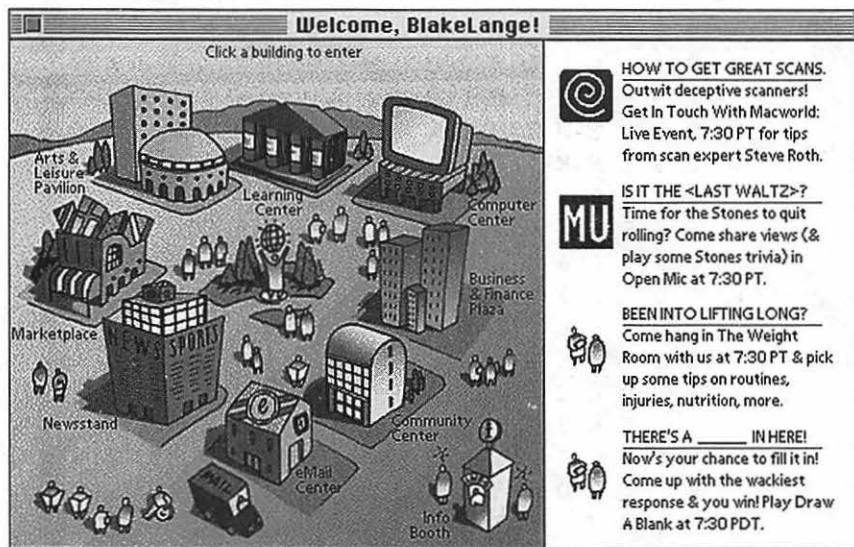 Welcome, BlakeLange!
Click a building to enter
Arts &
Leisure
Pavilion
Learning
Center
Computer
Center
Marketplace
Business
& Finance
Plaza
NEWS SPORTS
Newsstand
e
Community
Center
eMail
Center
MAIL
i
Info
Booth
HOW TO GET GREAT SCANS.
Outwit deceptive scanners!
Get In Touch With Macworld:
Live Event, 7:30 PT for tips
from scan expert Steve Roth.
MU
IS IT THE <LAST WALTZ>?
Time for the Stones to quit
rolling? Come share views (&
play some Stones trivia) in
Open Mic at 7:30 PT.
BEEN INTO LIFTING LONG?
Come hang in The Weight
Room with us at 7:30 PT & pick
up some tips on routines,
injuries, nutrition, more.
THERE'S A _____ IN HERE!
Now's your chance to fill it in!
Come up with the wackiest
response & you win! Play Draw
A Blank at 7:30 PDT.